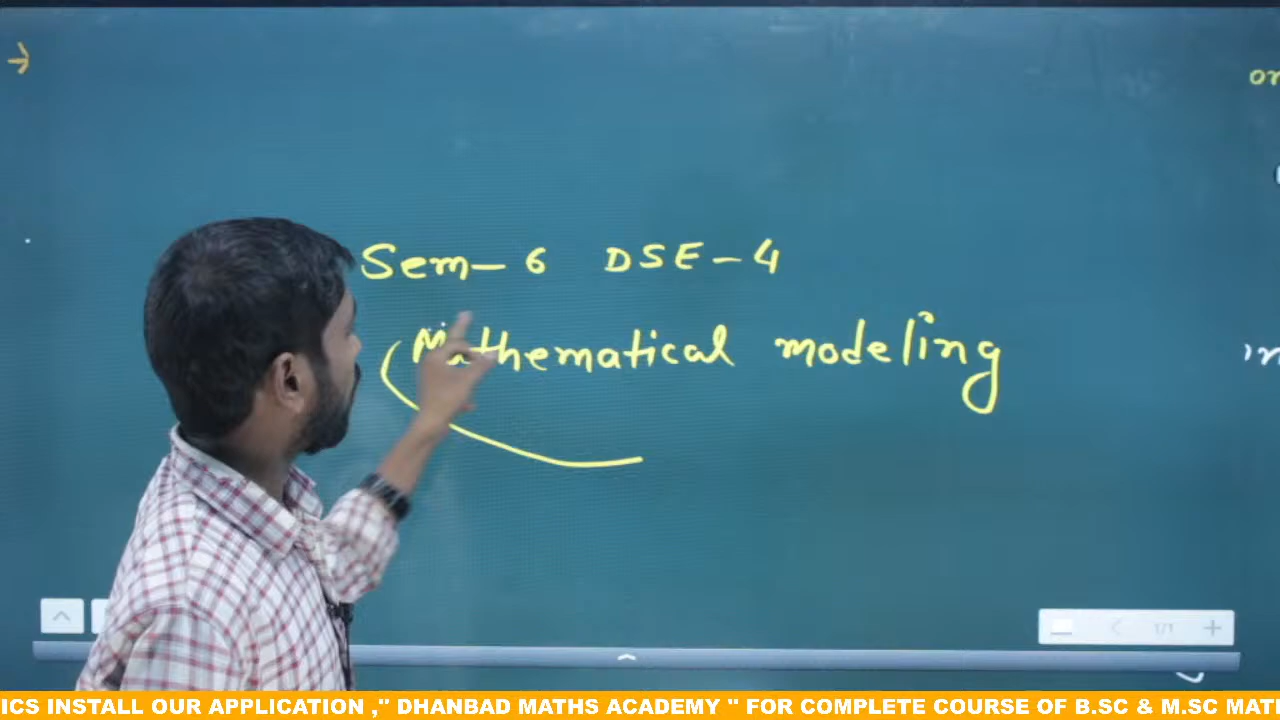 Sem - 6 DSE - 4
Mathematical modeling
ICS INSTALL OUR APPLICATION ," DHANBAD MATHS ACADEMY " FOR COMPLETE COURSE OF B.SC & M.SC MAT